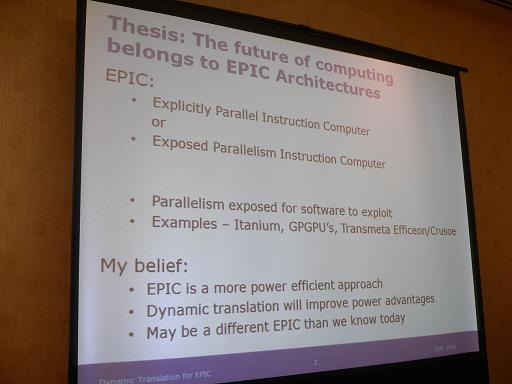 Thesis: The future of computing
belongs to EPIC Architectures
EPIC:
• Explicitly Parallel Instruction Computer
or
• Exposed Parallelism Instruction Computer
• Parallelism exposed for software to exploit
• Examples – Itanium, GPGPU's, Transmeta Efficeon/Crusoe
My belief:
• EPIC is a more power efficient approach
• Dynamic translation will improve power advantages
• May be a different EPIC than we know today
Dynamic Translation for EPIC
2